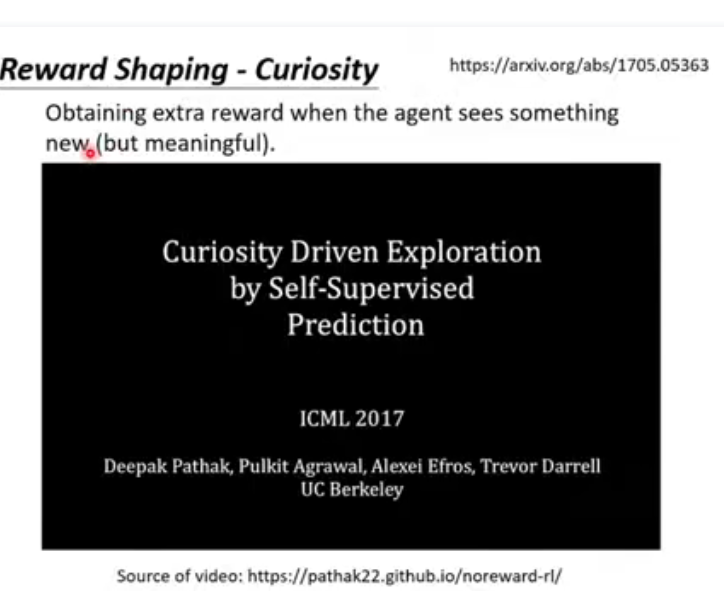 Reward Shaping - Curiosity
https://arxiv.org/abs/1705.05363
Obtaining extra reward when the agent sees something
new (but meaningful).
Curiosity Driven Exploration
by Self-Supervised
Prediction
ICML 2017
Deepak Pathak, Pulkit Agrawal, Alexei Efros, Trevor Darrell
UC Berkeley
Source of video: https://pathak22.github.io/noreward-rl/